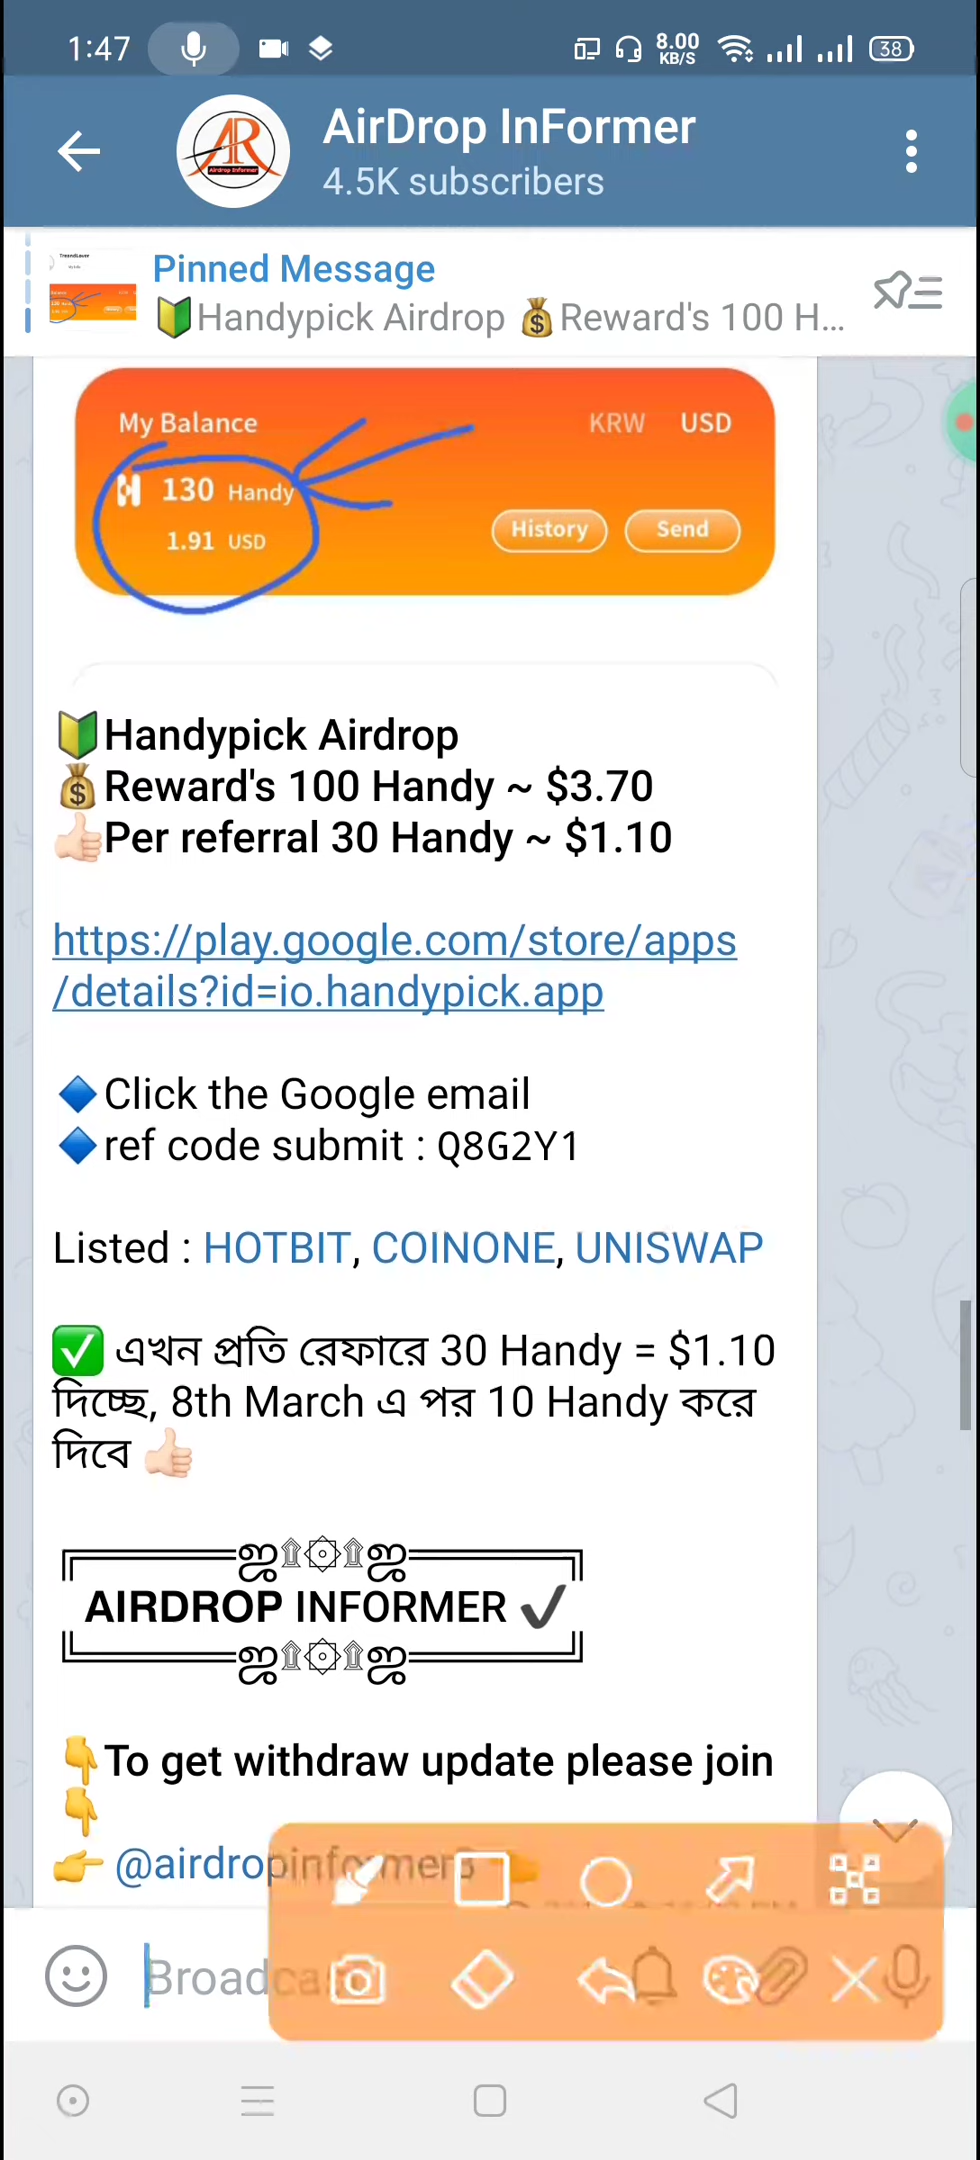 1:47
8.00
KB/S
38
AirDrop InFormer
4.5K subscribers
Pinned Message
🔰Handypick Airdrop 💰Reward's 100 H...
My Balance
KRW USD
130 Handy
1.91 USD
History Send
🔰Handypick Airdrop
💰Reward's 100 Handy ~ $3.70
👍🏻Per referral 30 Handy ~ $1.10
https://play.google.com/store/apps
/details?id=io.handypick.app
🔷Click the Google email
🔷ref code submit : Q8G2Y1
Listed : HOTBIT, COINONE, UNISWAP
✅ এখন প্রতি রেফারে 30 Handy = $1.10
দিচ্ছে, 8th March এ পর 10 Handy করে
দিবে 👍🏻
╔═══════ஜ۩۞۩ஜ═══════╗
AIRDROP INFORMER ✔
╚═══════ஜ۩۞۩ஜ═══════╝
👇To get withdraw update please join
👇
👉 @airdropinformers